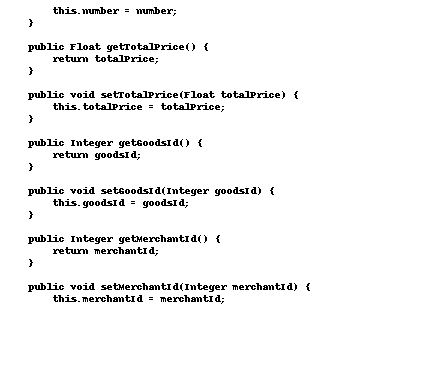 this.number = number;
    }

    public Float getTotalPrice() {
        return totalPrice;
    }

    public void setTotalPrice(Float totalPrice) {
        this.totalPrice = totalPrice;
    }

    public Integer getGoodsId() {
        return goodsId;
    }

    public void setGoodsId(Integer goodsId) {
        this.goodsId = goodsId;
    }

    public Integer getMerchantId() {
        return merchantId;
    }

    public void setMerchantId(Integer merchantId) {
        this.merchantId = merchantId;